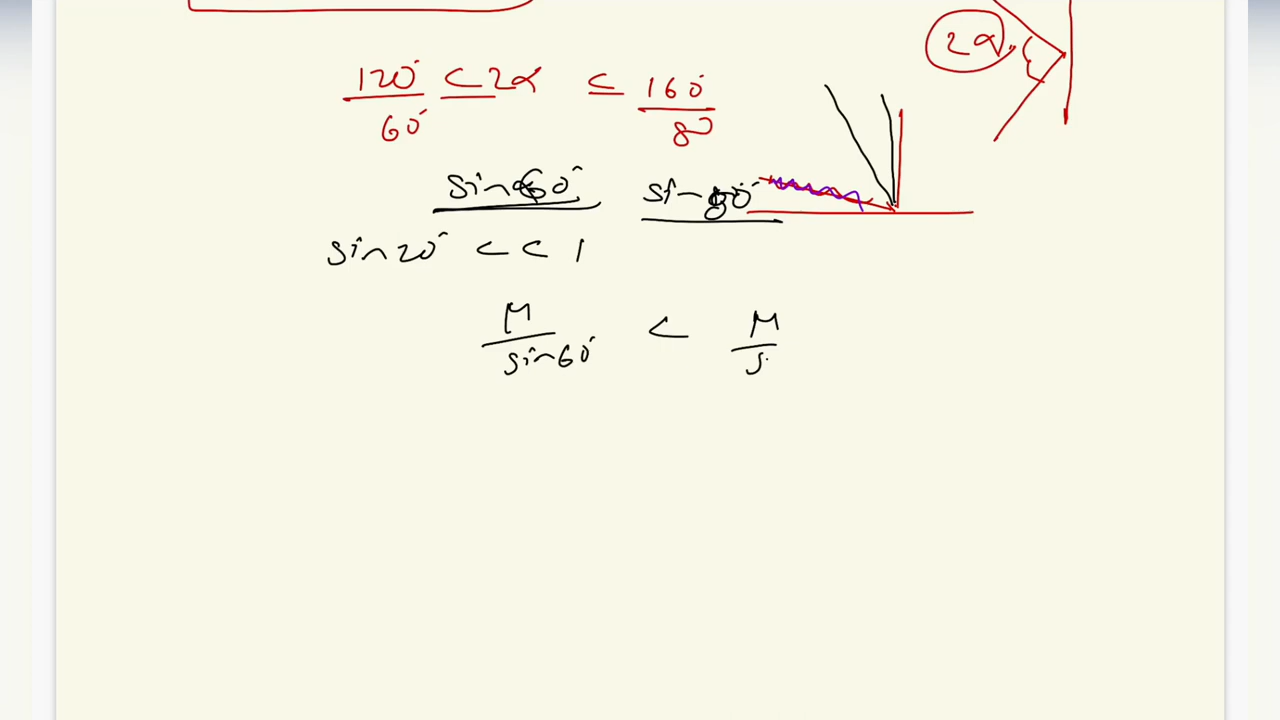 2α
120° ≤ 2α ≤ 160°
60° 80
sin 60° sin 80°
sin 20° < < 1
μ < μ
sin 60° s